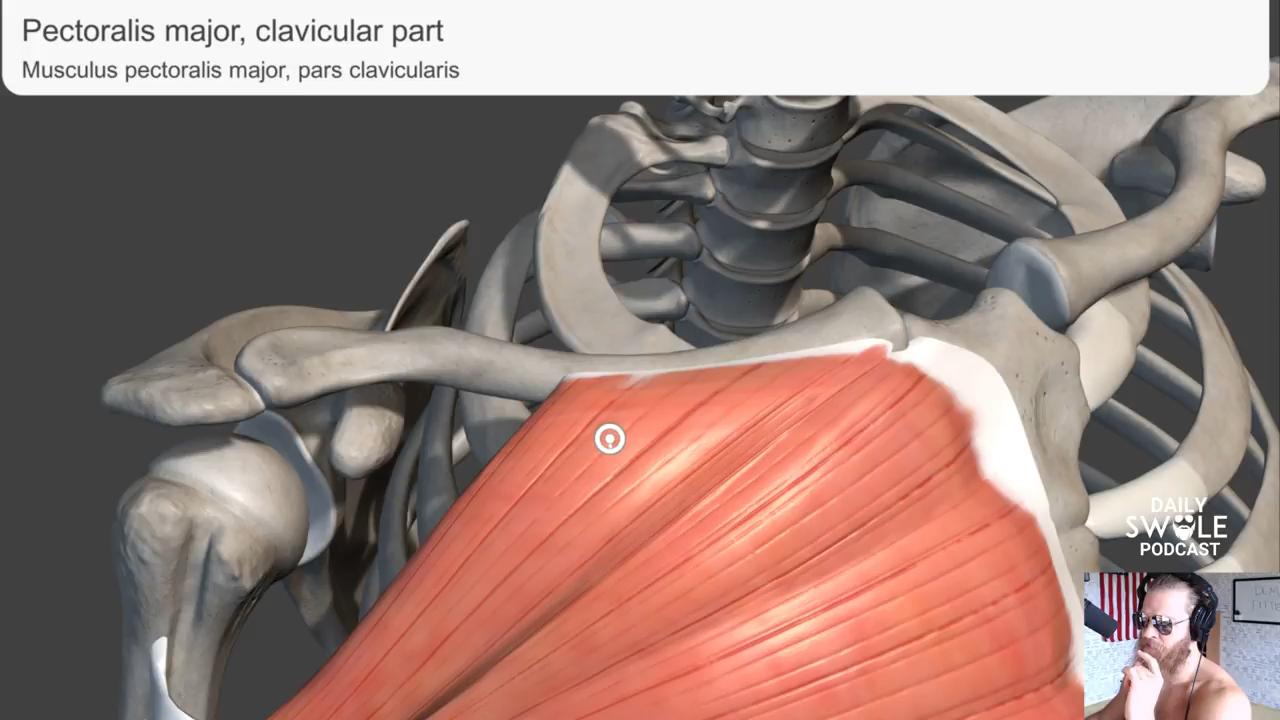 Pectoralis major, clavicular part
Musculus pectoralis major, pars clavicularis
DAILY
SWOLE
PODCAST